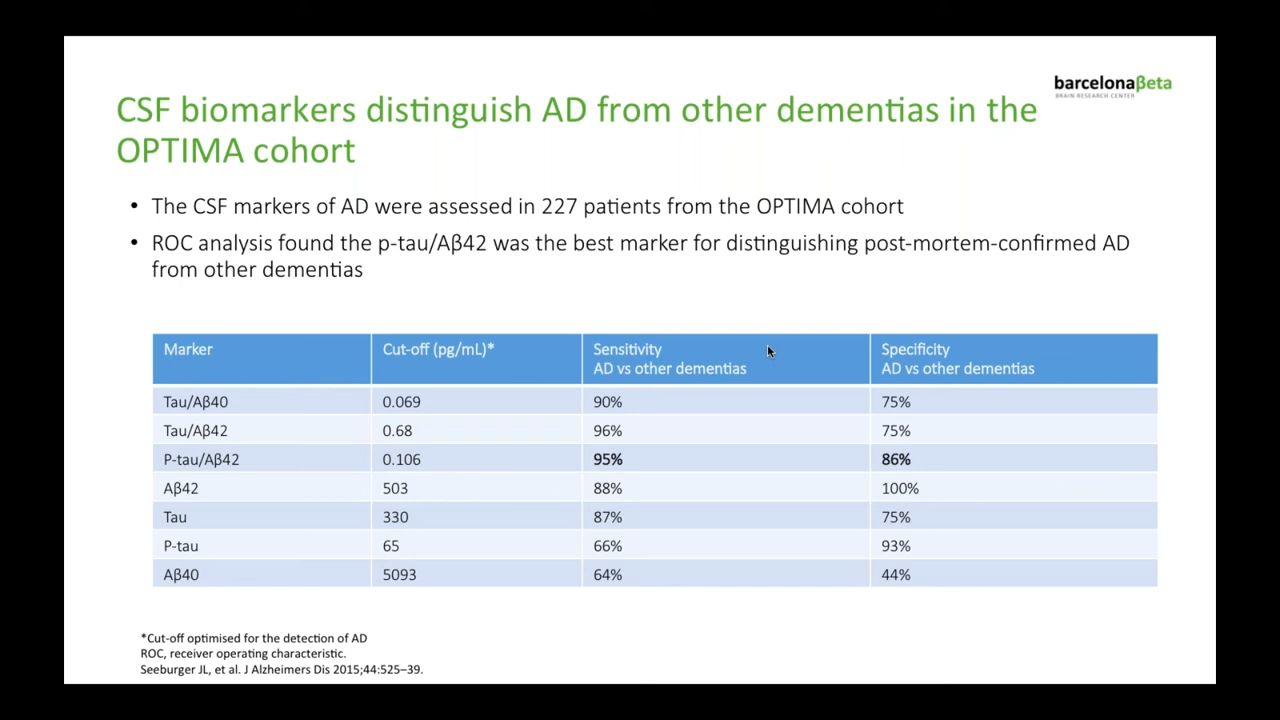 barcelonaβeta
BRAIN RESEARCH CENTER
CSF biomarkers distinguish AD from other dementias in the
OPTIMA cohort
• The CSF markers of AD were assessed in 227 patients from the OPTIMA cohort
• ROC analysis found the p-tau/Aβ42 was the best marker for distinguishing post-mortem-confirmed AD
from other dementias
Marker Cut-off (pg/mL)* Sensitivity AD vs other dementias Specificity AD vs other dementias
Tau/Aβ40 0.069 90% 75%
Tau/Aβ42 0.68 96% 75%
P-tau/Aβ42 0.106 95% 86%
Aβ42 503 88% 100%
Tau 330 87% 75%
P-tau 65 66% 93%
Aβ40 5093 64% 44%
*Cut-off optimised for the detection of AD
ROC, receiver operating characteristic.
Seeburger JL, et al. J Alzheimers Dis 2015;44:525–39.